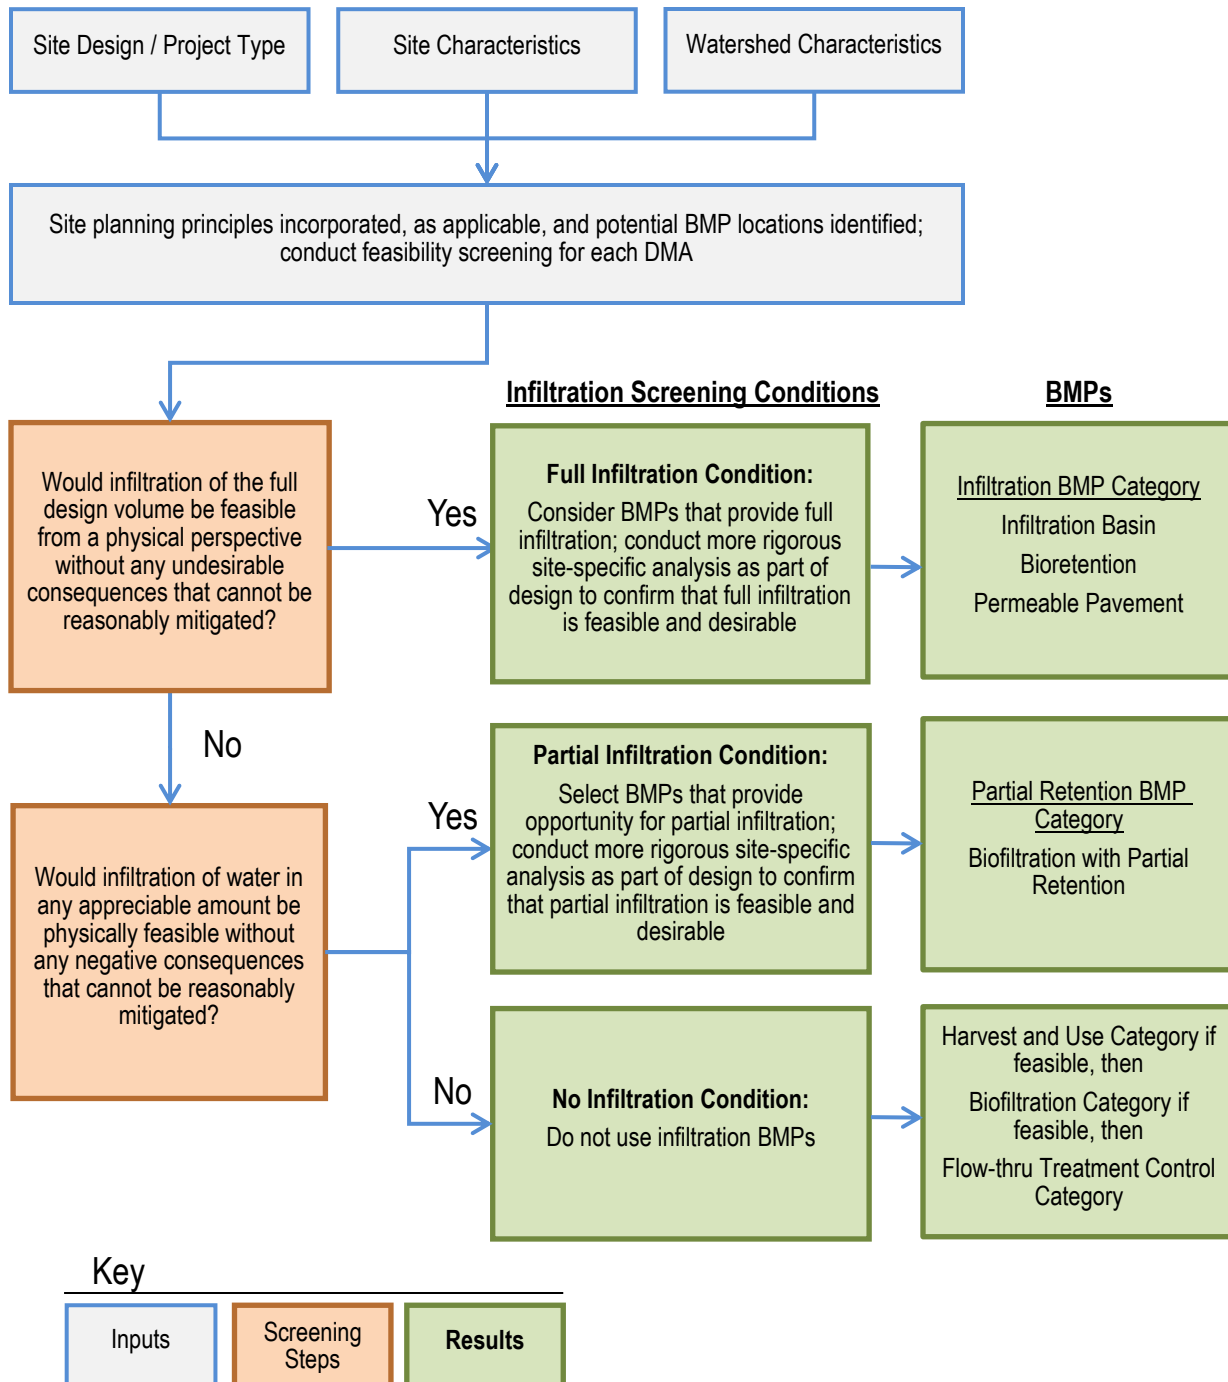 Site Design / Project Type
Site Characteristics
Watershed Characteristics
Site planning principles incorporated, as applicable, and potential BMP locations identified;
conduct feasibility screening for each DMA
Infiltration Screening Conditions
BMPs
Would infiltration of the full
design volume be feasible
from a physical perspective
without any undesirable
consequences that cannot be
reasonably mitigated?
Yes
Full Infiltration Condition:
Consider BMPs that provide full
infiltration; conduct more rigorous
site-specific analysis as part of
design to confirm that full infiltration
is feasible and desirable
Infiltration BMP Category
Infiltration Basin
Bioretention
Permeable Pavement
No
Would infiltration of water in
any appreciable amount be
physically feasible without
any negative consequences
that cannot be reasonably
mitigated?
Yes
Partial Infiltration Condition:
Select BMPs that provide
opportunity for partial infiltration;
conduct more rigorous site-specific
analysis as part of design to confirm
that partial infiltration is feasible and
desirable
Partial Retention BMP
Category
Biofiltration with Partial
Retention
No
No Infiltration Condition:
Do not use infiltration BMPs
Harvest and Use Category if
feasible, then
Biofiltration Category if
feasible, then
Flow-thru Treatment Control
Category
Key
Inputs
Screening
Steps
Results